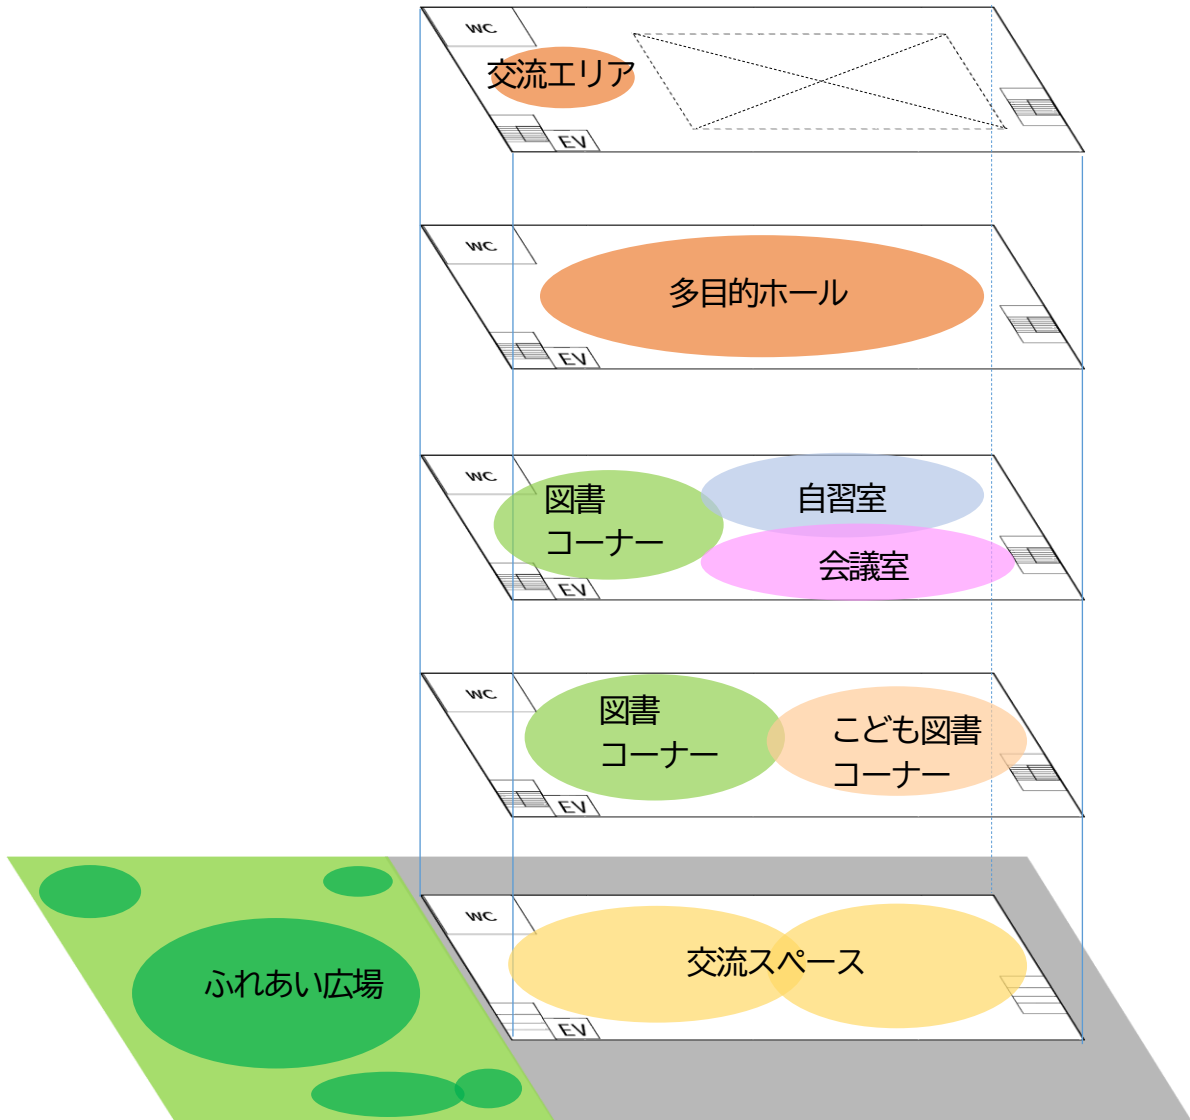 WC
交流エリア
EV
WC
多目的ホール
EV
WC
図書
コーナー
自習室
会議室
EV
WC
図書
コーナー
こども図書
コーナー
EV
WC
交流スペース
ふれあい広場
EV